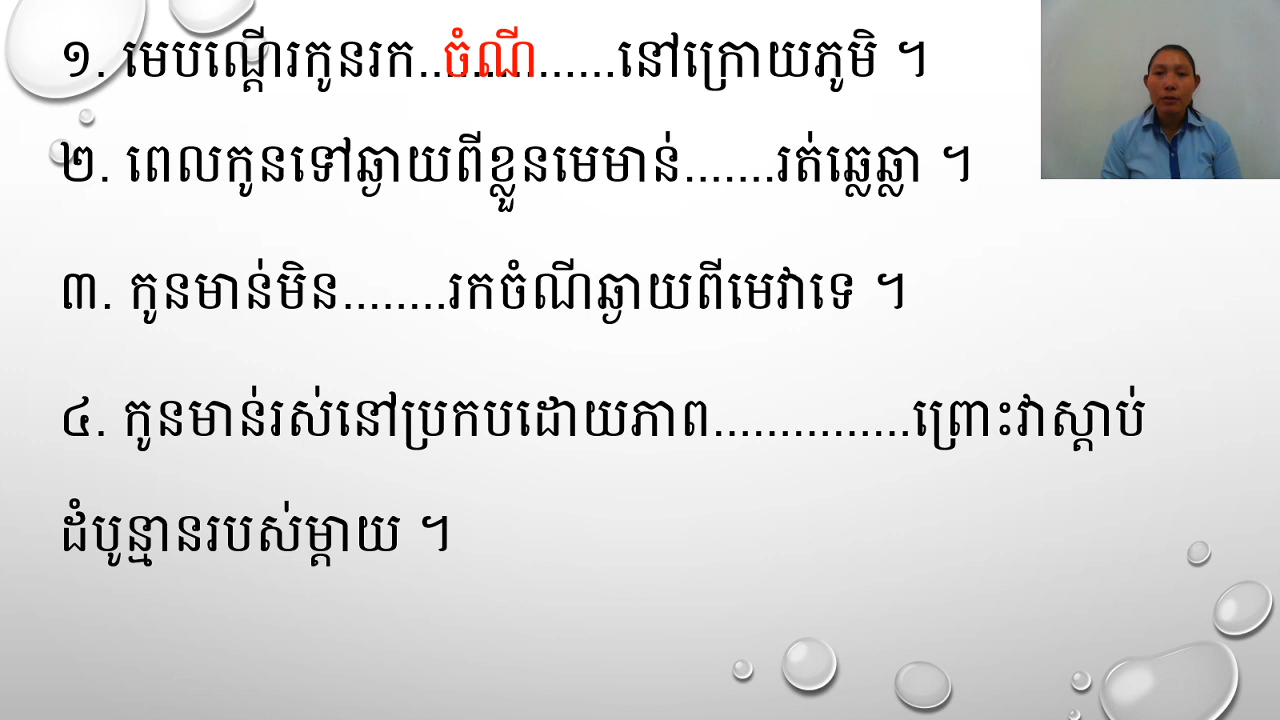 ១. មេបណ្ដើរកូនរក..ចំណី......នៅក្រោយភូមិ ។
២. ពេលកូនទៅឆ្ងាយពីខ្លួនមេមាន់.......រត់ឆ្លេឆ្លា ។
៣. កូនមាន់មិន........រកចំណីឆ្ងាយពីមេវាទេ ។
៤. កូនមាន់រស់នៅប្រកបដោយភាព...............ព្រោះវាស្ដាប់
ដំបូន្មានរបស់ម្ដាយ ។